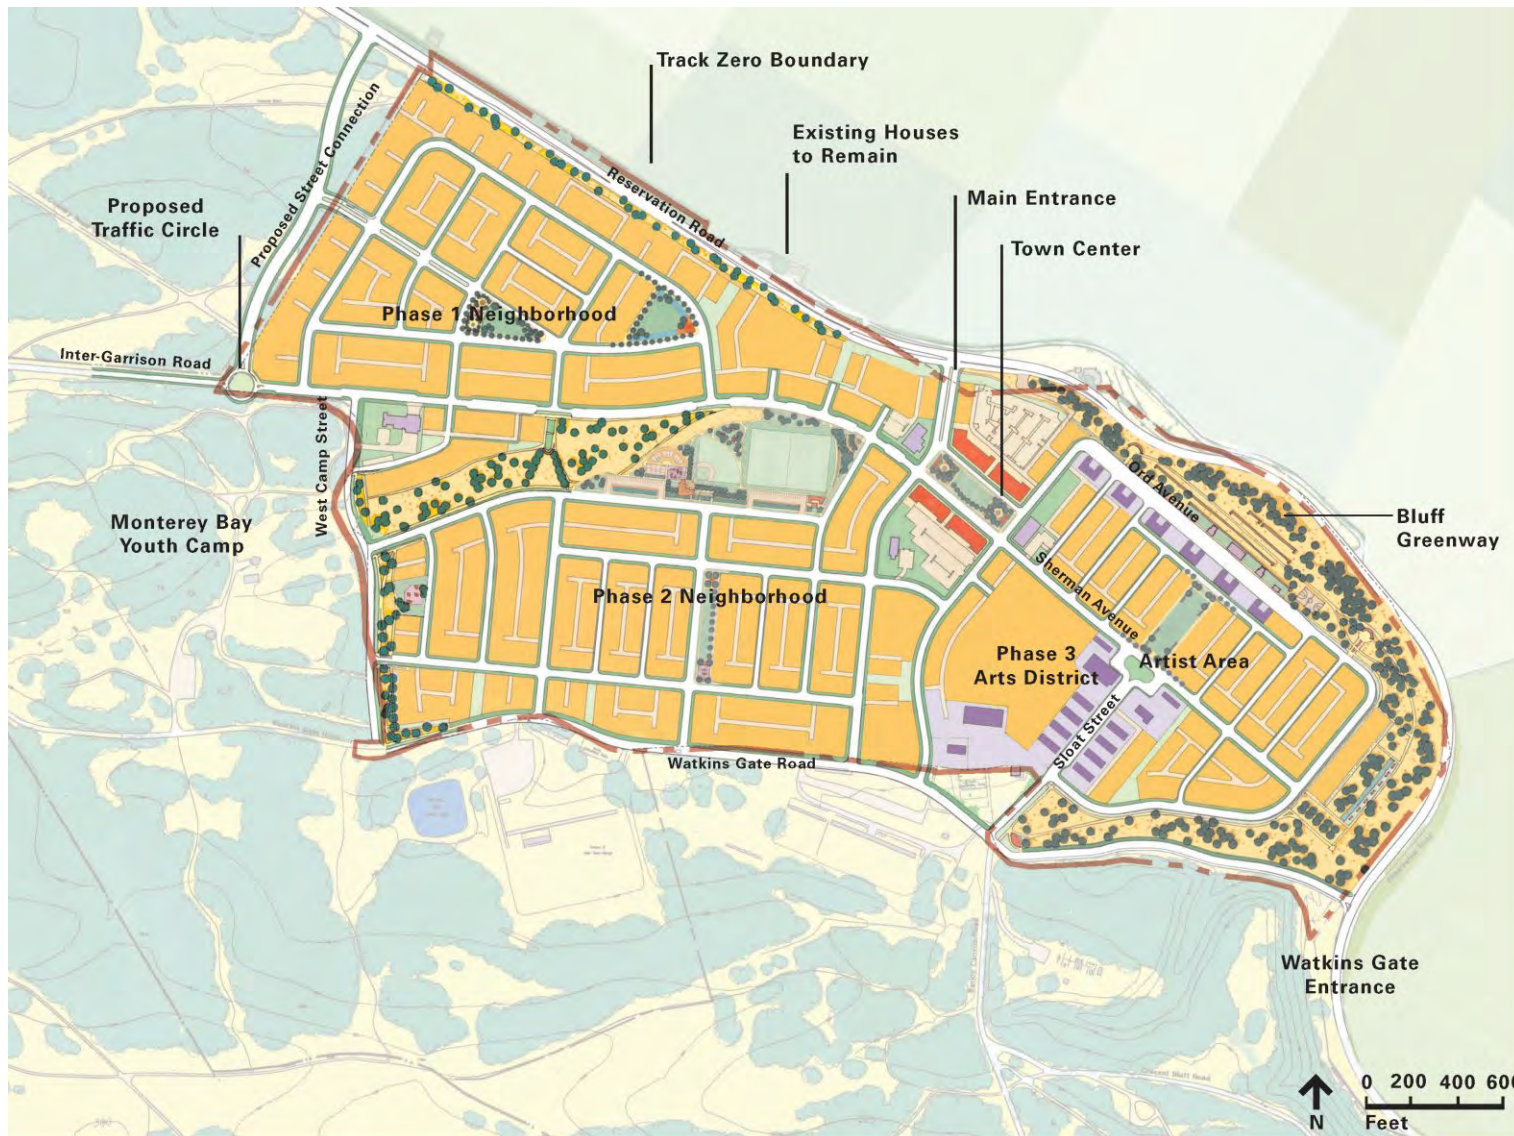 Track Zero Boundary
Existing Houses
to Remain
Main Entrance
Town Center
Proposed
Traffic Circle
Proposed Street Connection
Reservation Road
Phase 1 Neighborhood
Inter-Garrison Road
West Camp Street
Monterey Bay
Youth Camp
Ord Avenue
Bluff
Greenway
Sherman Avenue
Phase 2 Neighborhood
Phase 3
Arts District
Artist Area
Sloat Street
Watkins Gate Road
Watkins Gate
Entrance
0 200 400 600
N
Feet